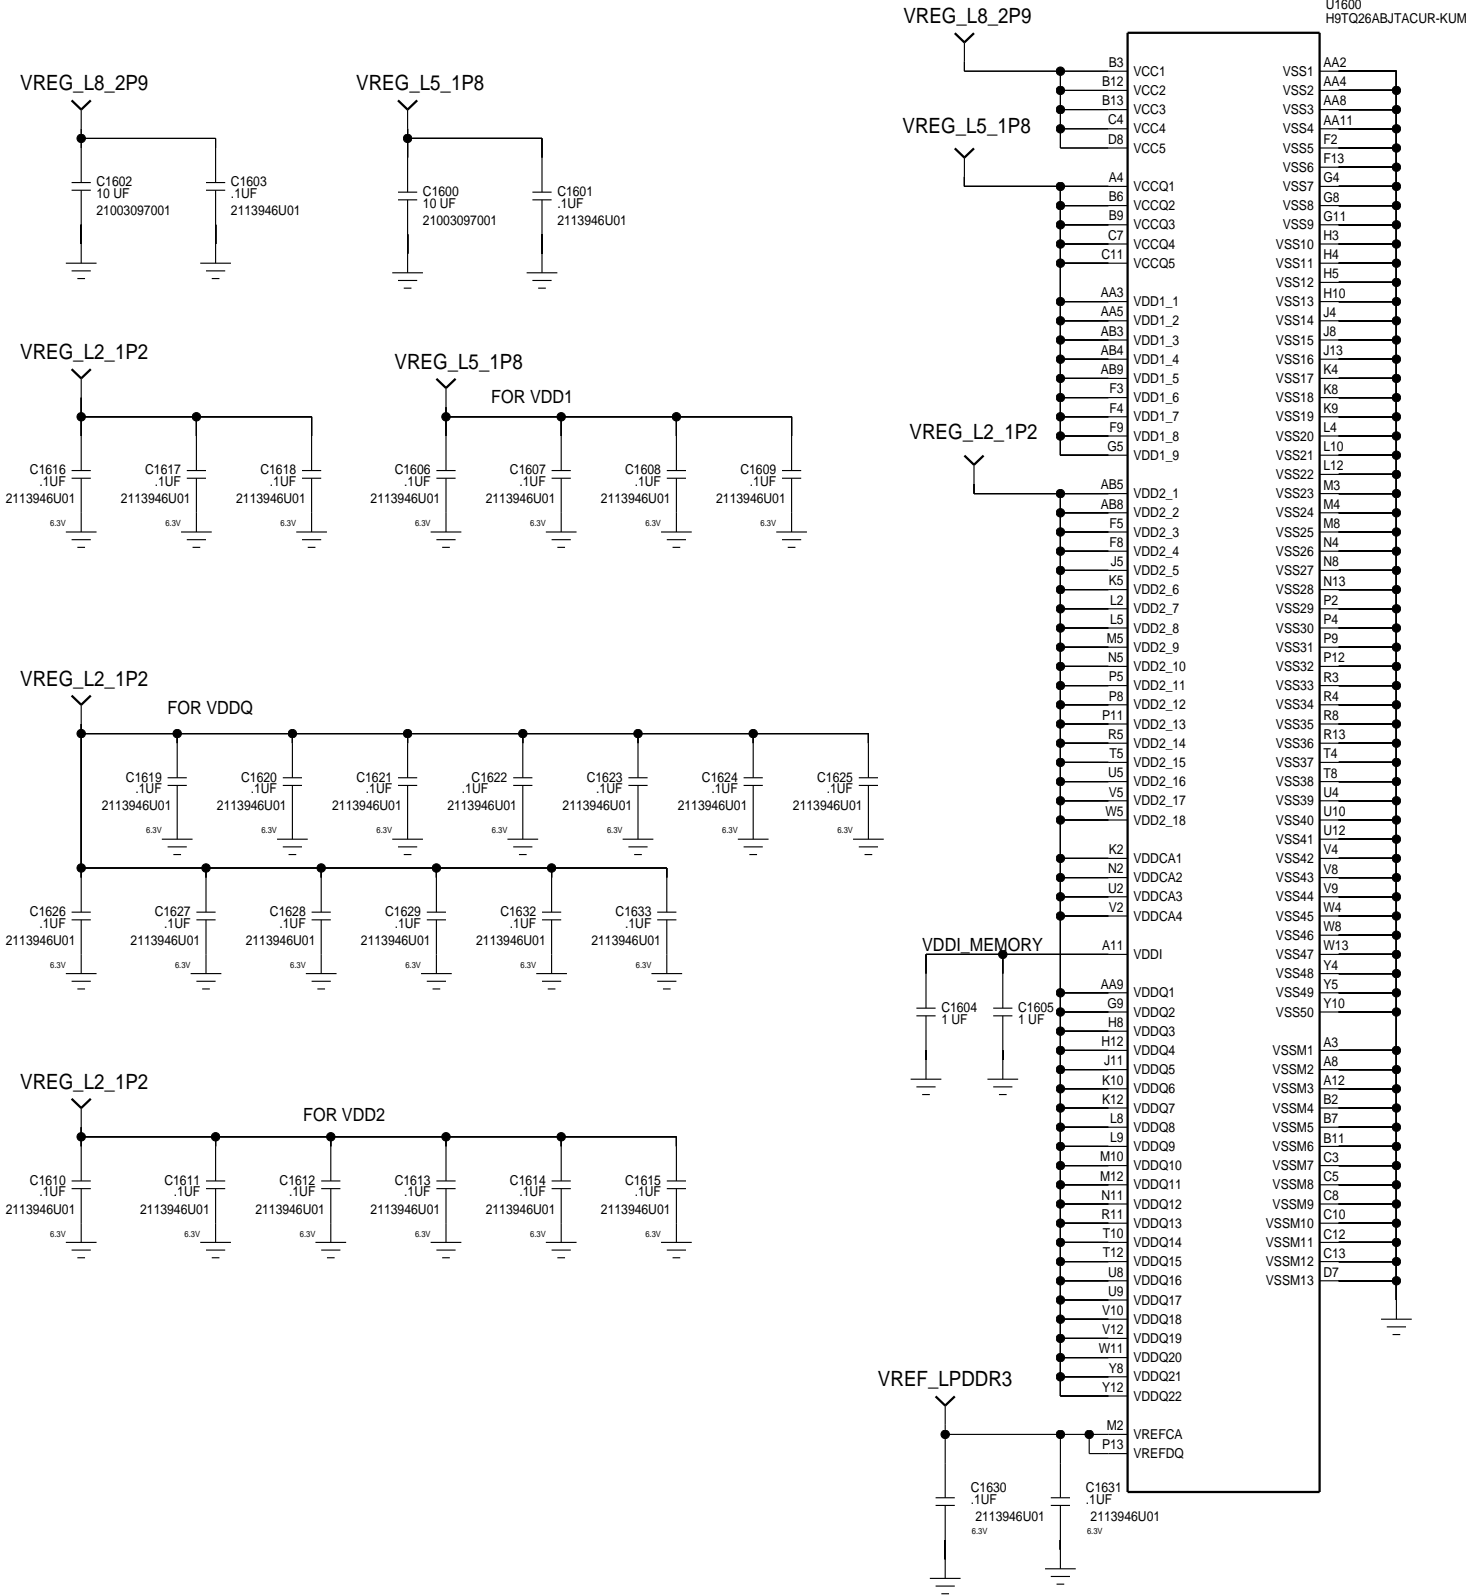 VREG_L8_2P9
C1602
10 UF
21003097001
C1603
.1UF
2113946U01
VREG_L5_1P8
C1600
10 UF
21003097001
C1601
.1UF
2113946U01
VREG_L2_1P2
C1616
.1UF
2113946U01
6.3V
C1617
.1UF
2113946U01
6.3V
C1618
.1UF
2113946U01
6.3V
VREG_L5_1P8
FOR VDD1
C1606
.1UF
2113946U01
6.3V
C1607
.1UF
2113946U01
6.3V
C1608
.1UF
2113946U01
6.3V
C1609
.1UF
2113946U01
6.3V
VREG_L2_1P2
FOR VDDQ
C1619
.1UF
2113946U01
6.3V
C1620
.1UF
2113946U01
6.3V
C1621
.1UF
2113946U01
6.3V
C1622
.1UF
2113946U01
6.3V
C1623
.1UF
2113946U01
6.3V
C1624
.1UF
2113946U01
6.3V
C1625
.1UF
2113946U01
6.3V
C1626
.1UF
2113946U01
6.3V
C1627
.1UF
2113946U01
6.3V
C1628
.1UF
2113946U01
6.3V
C1629
.1UF
2113946U01
6.3V
C1632
.1UF
2113946U01
6.3V
C1633
.1UF
2113946U01
6.3V
VREG_L2_1P2
FOR VDD2
C1610
.1UF
2113946U01
6.3V
C1611
.1UF
2113946U01
6.3V
C1612
.1UF
2113946U01
6.3V
C1613
.1UF
2113946U01
6.3V
C1614
.1UF
2113946U01
6.3V
C1615
.1UF
2113946U01
6.3V
U1600
H9TQ26ABJTACUR-KUM
VREG_L8_2P9
B3 VCC1
B12 VCC2
B13 VCC3
C4 VCC4
D8 VCC5
VREG_L5_1P8
A4 VCCQ1
B6 VCCQ2
B9 VCCQ3
C7 VCCQ4
C11 VCCQ5
AA3 VDD1_1
AA5 VDD1_2
AB3 VDD1_3
AB4 VDD1_4
AB9 VDD1_5
F3 VDD1_6
F4 VDD1_7
F9 VDD1_8
G5 VDD1_9
VREG_L2_1P2
AB5 VDD2_1
AB8 VDD2_2
F5 VDD2_3
F8 VDD2_4
J5 VDD2_5
K5 VDD2_6
L2 VDD2_7
L5 VDD2_8
M5 VDD2_9
N5 VDD2_10
P5 VDD2_11
P8 VDD2_12
P11 VDD2_13
R5 VDD2_14
T5 VDD2_15
U5 VDD2_16
V5 VDD2_17
W5 VDD2_18
K2 VDDCA1
N2 VDDCA2
U2 VDDCA3
V2 VDDCA4
VDDI_MEMORY
A11 VDDI
C1604
1 UF
C1605
1 UF
AA9 VDDQ1
G9 VDDQ2
H8 VDDQ3
H12 VDDQ4
J11 VDDQ5
K10 VDDQ6
K12 VDDQ7
L8 VDDQ8
L9 VDDQ9
M10 VDDQ10
M12 VDDQ11
N11 VDDQ12
R11 VDDQ13
T10 VDDQ14
T12 VDDQ15
U8 VDDQ16
U9 VDDQ17
V10 VDDQ18
V12 VDDQ19
W11 VDDQ20
Y8 VDDQ21
Y12 VDDQ22
VREF_LPDDR3
M2 VREFCA
P13 VREFDQ
C1630
.1UF
2113946U01
6.3V
C1631
.1UF
2113946U01
6.3V
VSS1 AA2
VSS2 AA4
VSS3 AA8
VSS4 AA11
VSS5 F2
VSS6 F13
VSS7 G4
VSS8 G8
VSS9 G11
VSS10 H3
VSS11 H4
VSS12 H5
VSS13 H10
VSS14 J4
VSS15 J8
VSS16 J13
VSS17 K4
VSS18 K8
VSS19 K9
VSS20 L4
VSS21 L10
VSS22 L12
VSS23 M3
VSS24 M4
VSS25 M8
VSS26 N4
VSS27 N8
VSS28 N13
VSS29 P2
VSS30 P4
VSS31 P9
VSS32 P12
VSS33 R3
VSS34 R4
VSS35 R8
VSS36 R13
VSS37 T4
VSS38 T8
VSS39 U4
VSS40 U10
VSS41 U12
VSS42 V4
VSS43 V8
VSS44 V9
VSS45 W4
VSS46 W8
VSS47 W13
VSS48 Y4
VSS49 Y5
VSS50 Y10
VSSM1 A3
VSSM2 A8
VSSM3 A12
VSSM4 B2
VSSM5 B7
VSSM6 B11
VSSM7 C3
VSSM8 C5
VSSM9 C8
VSSM10 C10
VSSM11 C12
VSSM12 C13
VSSM13 D7